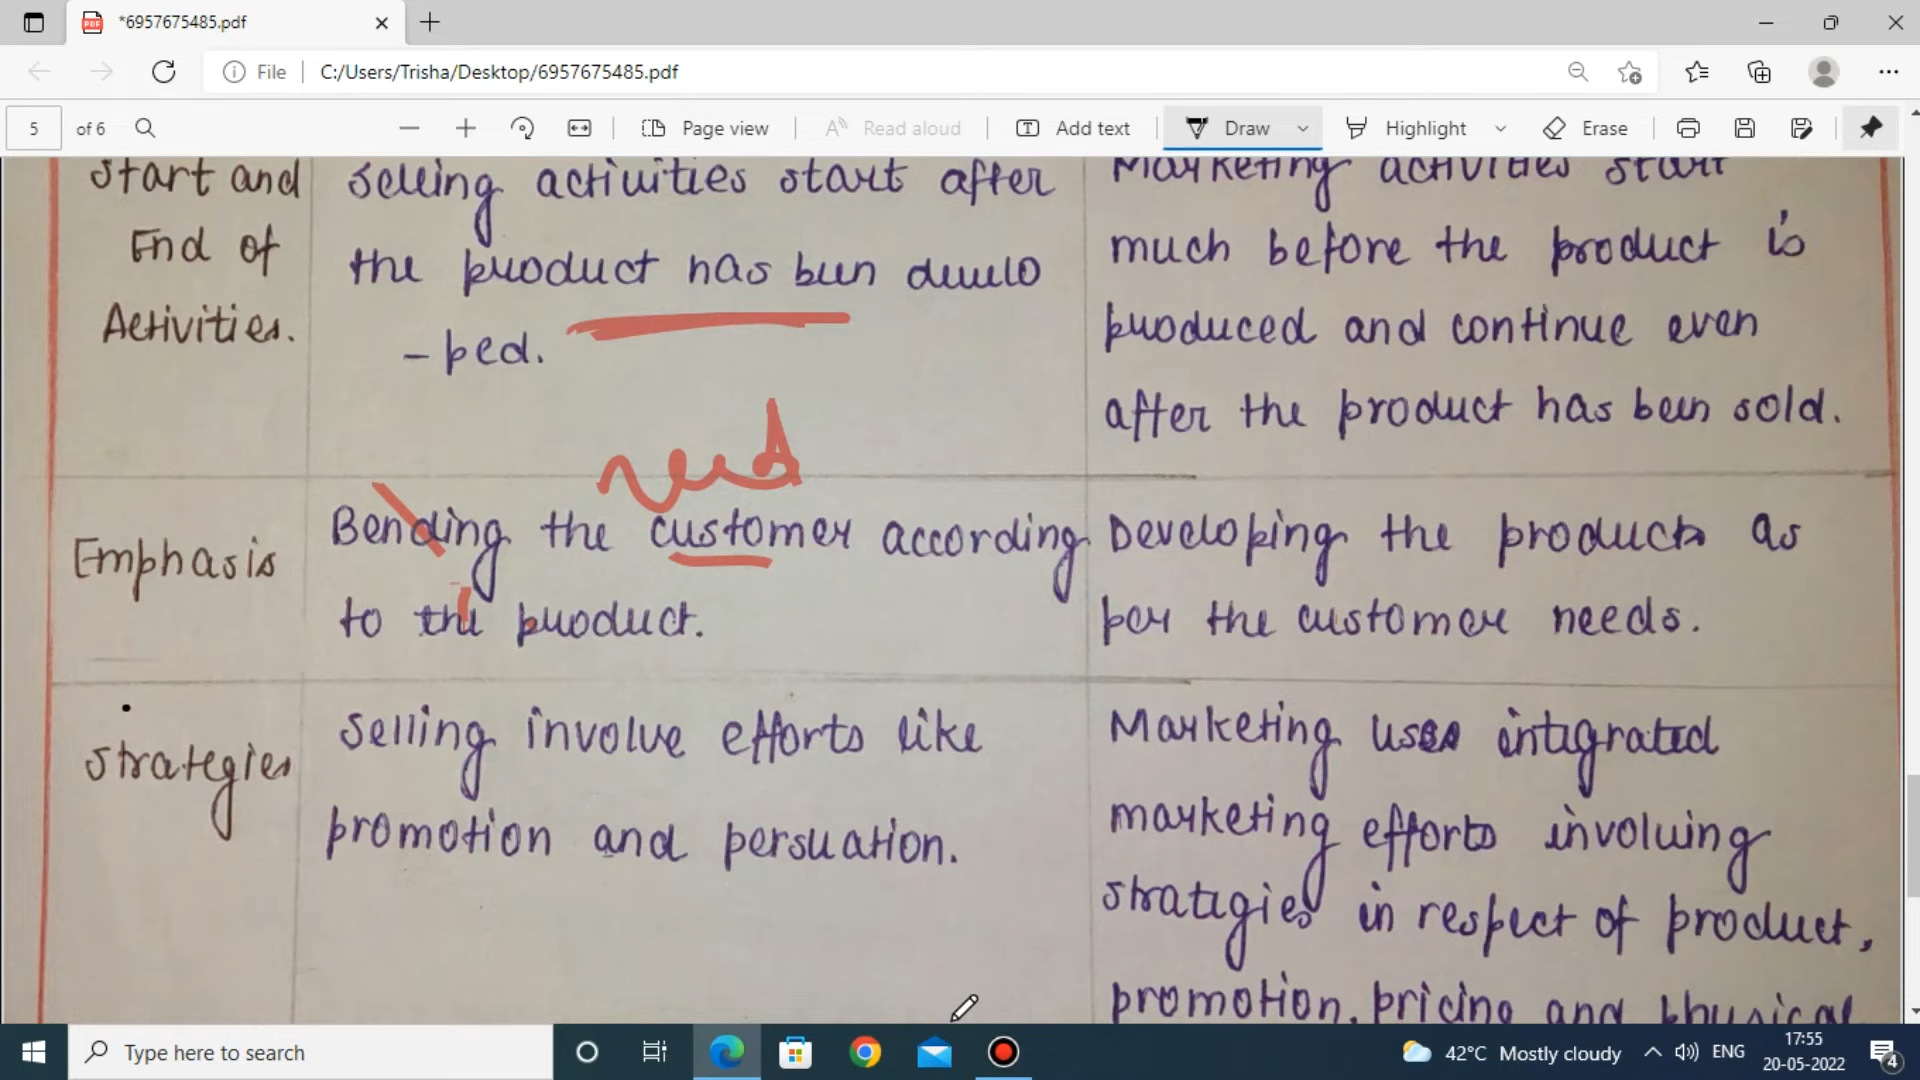 *6957675485.pdf
File
C:/Users/Trisha/Desktop/6957675485.pdf
5 of 6
Page view
Read aloud
Add text
Draw
Highlight
Erase
Start and
End of
Activities.
Selling activities start after
the product has been develo
-ped.
Marketing activities start
much before the product is
produced and continue even
after the product has been sold.
need
Emphasis
Bending the customer according
to the product.
Developing the product as
per the customer needs.
Strategies
Selling involve efforts like
promotion and persuation.
Marketing uses integrated
marketing efforts involving
strategies in respect of product,
promotion, pricing and physical
Type here to search
42°C Mostly cloudy
ENG
17:55
20-05-2022
4